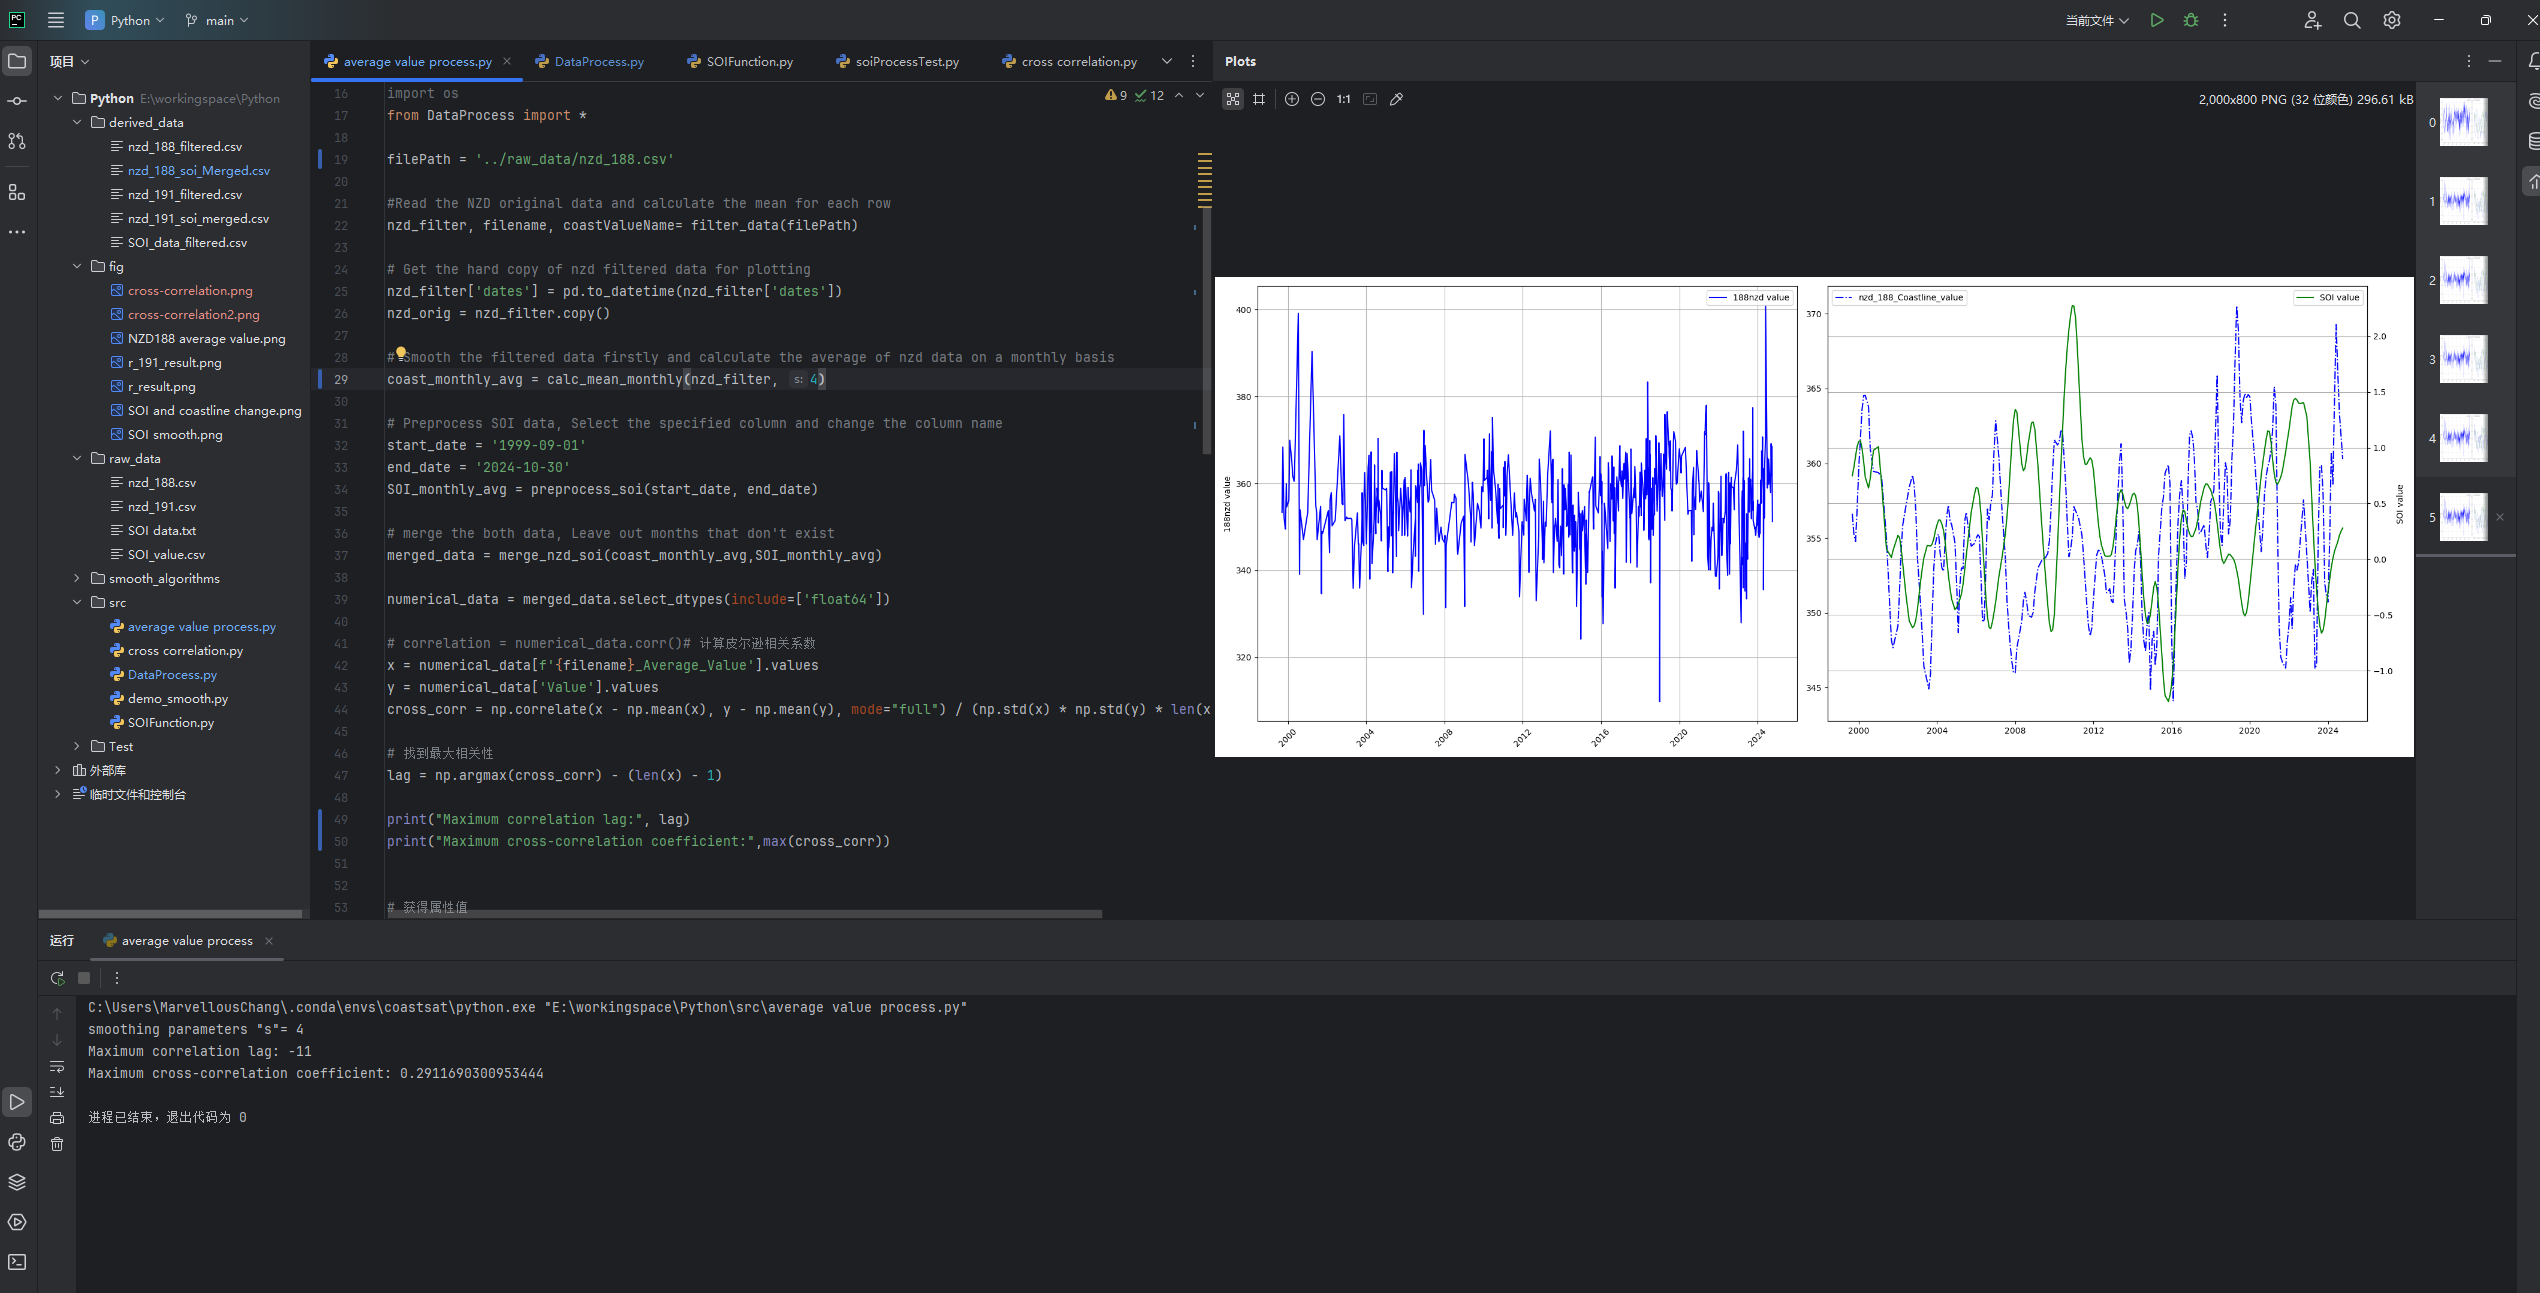 PC
P Python
main
当前文件
项目
average value process.py
DataProcess.py
SOIFunction.py
soiProcessTest.py
cross correlation.py
Plots
Python E:\workingspace\Python
derived_data
nzd_188_filtered.csv
nzd_188_soi_Merged.csv
nzd_191_filtered.csv
nzd_191_soi_merged.csv
SOI_data_filtered.csv
fig
cross-correlation.png
cross-correlation2.png
NZD188 average value.png
r_191_result.png
r_result.png
SOI and coastline change.png
SOI smooth.png
raw_data
nzd_188.csv
nzd_191.csv
SOI data.txt
SOI_value.csv
smooth_algorithms
src
average value process.py
cross correlation.py
DataProcess.py
demo_smooth.py
SOIFunction.py
Test
外部库
临时文件和控制台
9 12
16 import os
17 from DataProcess import *
18
19 filePath = '../raw_data/nzd_188.csv'
20
21 #Read the NZD original data and calculate the mean for each row
22 nzd_filter, filename, coastValueName= filter_data(filePath)
23
24 # Get the hard copy of nzd filtered data for plotting
25 nzd_filter['dates'] = pd.to_datetime(nzd_filter['dates'])
26 nzd_orig = nzd_filter.copy()
27
28 # Smooth the filtered data firstly and calculate the average of nzd data on a monthly basis
29 coast_monthly_avg = calc_mean_monthly(nzd_filter, s: 4)
30
31 # Preprocess SOI data, Select the specified column and change the column name
32 start_date = '1999-09-01'
33 end_date = '2024-10-30'
34 SOI_monthly_avg = preprocess_soi(start_date, end_date)
35
36 # merge the both data, Leave out months that don't exist
37 merged_data = merge_nzd_soi(coast_monthly_avg,SOI_monthly_avg)
38
39 numerical_data = merged_data.select_dtypes(include=['float64'])
40
41 # correlation = numerical_data.corr()# 计算皮尔逊相关系数
42 x = numerical_data[f'{filename}_Average_Value'].values
43 y = numerical_data['Value'].values
44 cross_corr = np.correlate(x - np.mean(x), y - np.mean(y), mode="full") / (np.std(x) * np.std(y) * len(x
45
46 # 找到最大相关性
47 lag = np.argmax(cross_corr) - (len(x) - 1)
48
49 print("Maximum correlation lag:", lag)
50 print("Maximum cross-correlation coefficient:",max(cross_corr))
51
52
53 # 获得属性值
1:1
2,000x800 PNG (32 位颜色) 296.61 kB
188nzd value
188nzd value
400
380
360
340
320
2000 2004 2008 2012 2016 2020 2024
nzd_188_Coastline_value
SOI value
370
365
360
355
350
345
2000 2004 2008 2012 2016 2020 2024
2.0
1.5
1.0
0.5
0.0
−0.5
−1.0
SOI value
0
1
2
3
4
5
运行
average value process
C:\Users\MarvellousChang\.conda\envs\coastsat\python.exe "E:\workingspace\Python\src\average value process.py"
smoothing parameters "s"= 4
Maximum correlation lag: -11
Maximum cross-correlation coefficient: 0.2911690300953444
进程已结束，退出代码为 0